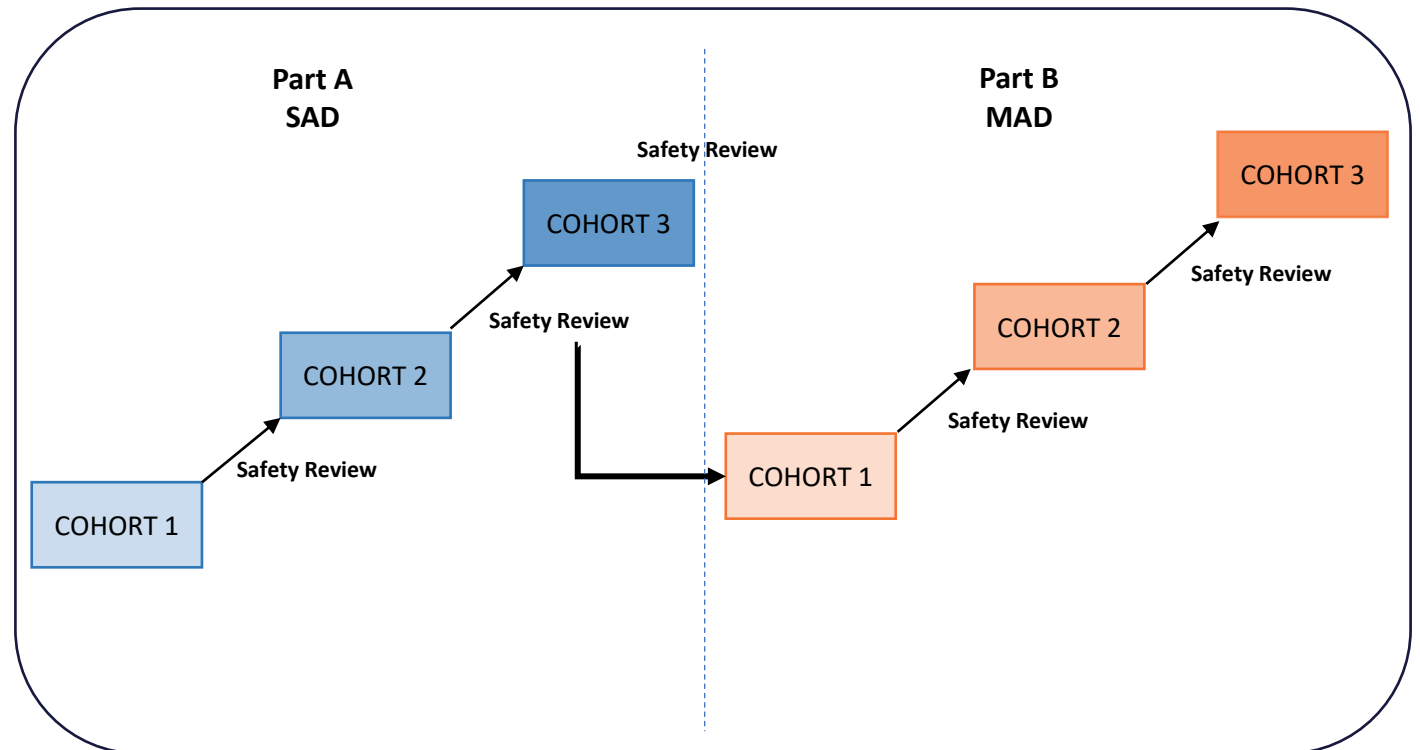 Part A
SAD
Safety Review
COHORT 3
Safety Review
COHORT 2
Safety Review
COHORT 1
Part B
MAD
COHORT 3
Safety Review
COHORT 2
Safety Review
COHORT 1